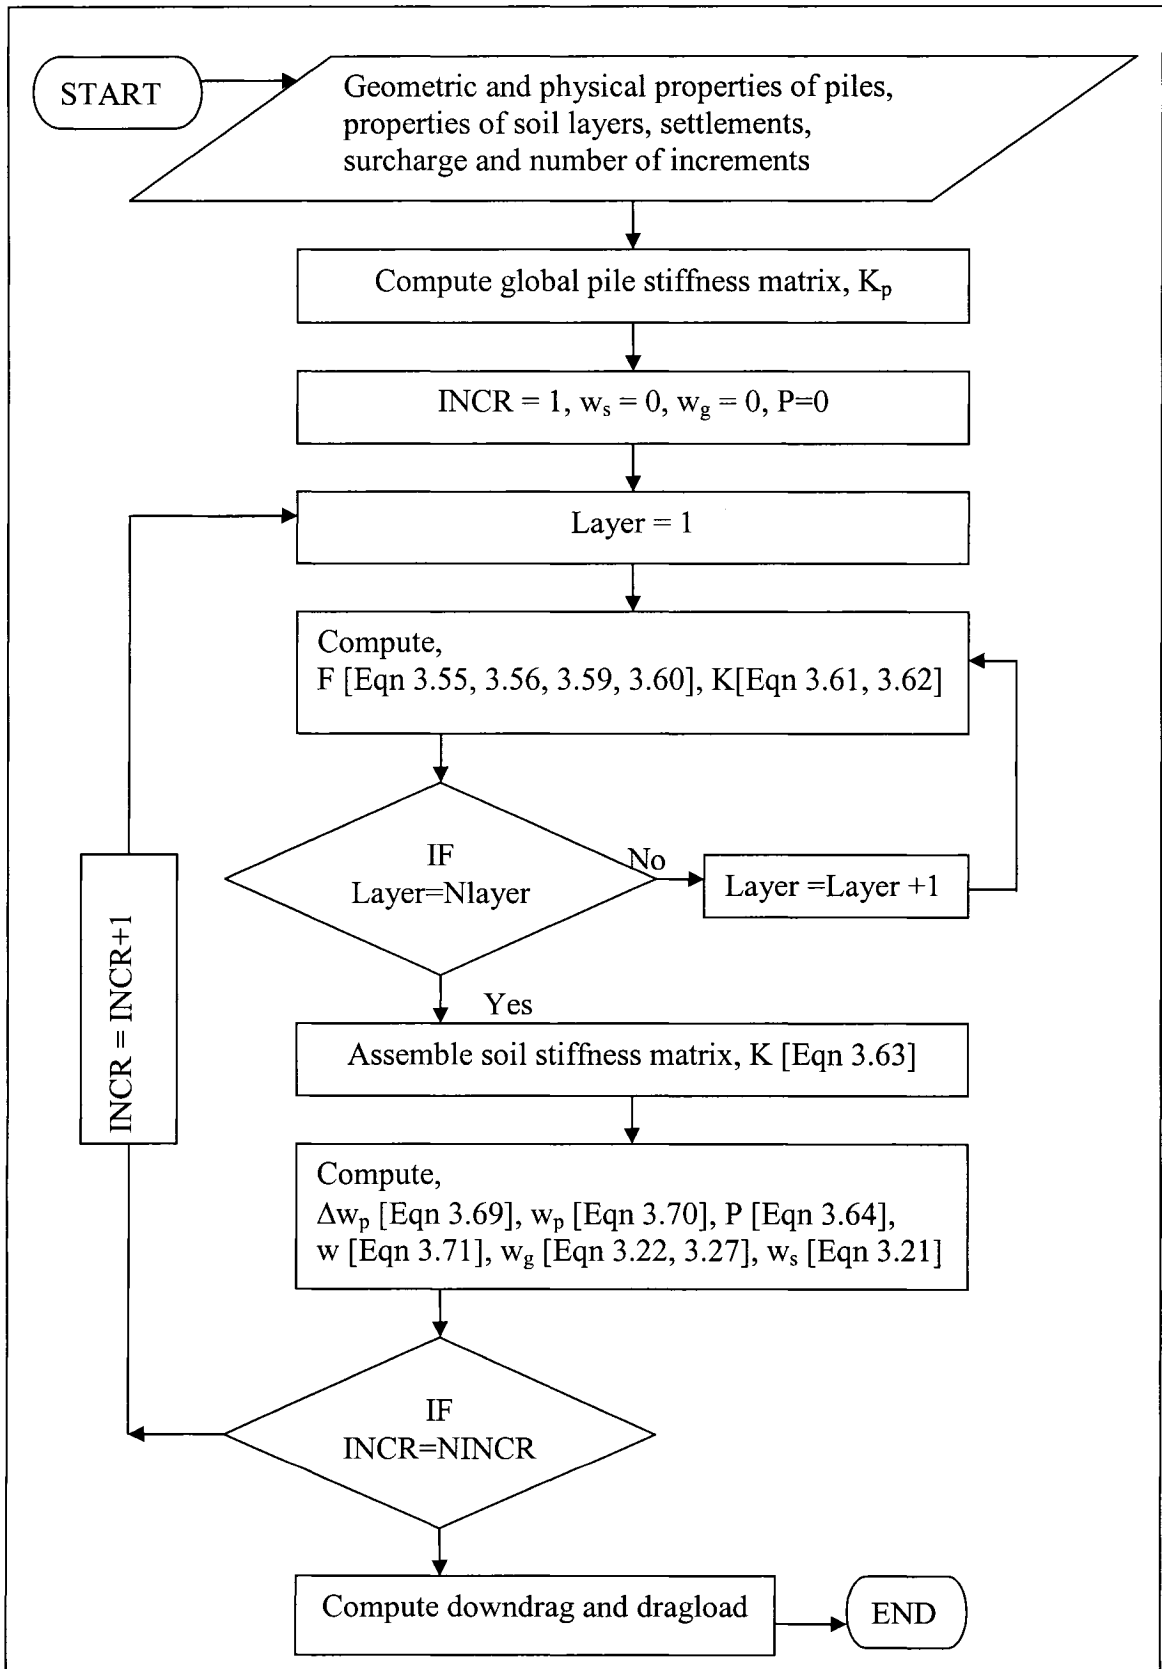 START
Geometric and physical properties of piles,
properties of soil layers, settlements,
surcharge and number of increments
Compute global pile stiffness matrix, Kp
INCR = 1, ws = 0, wg = 0, P=0
Layer = 1
Compute,
F [Eqn 3.55, 3.56, 3.59, 3.60], K[Eqn 3.61, 3.62]
IF
Layer=Nlayer
No
Layer =Layer +1
Yes
INCR = INCR+1
Assemble soil stiffness matrix, K [Eqn 3.63]
Compute,
Δwp [Eqn 3.69], wp [Eqn 3.70], P [Eqn 3.64],
w [Eqn 3.71], wg [Eqn 3.22, 3.27], ws [Eqn 3.21]
IF
INCR=NINCR
Compute downdrag and dragload
END